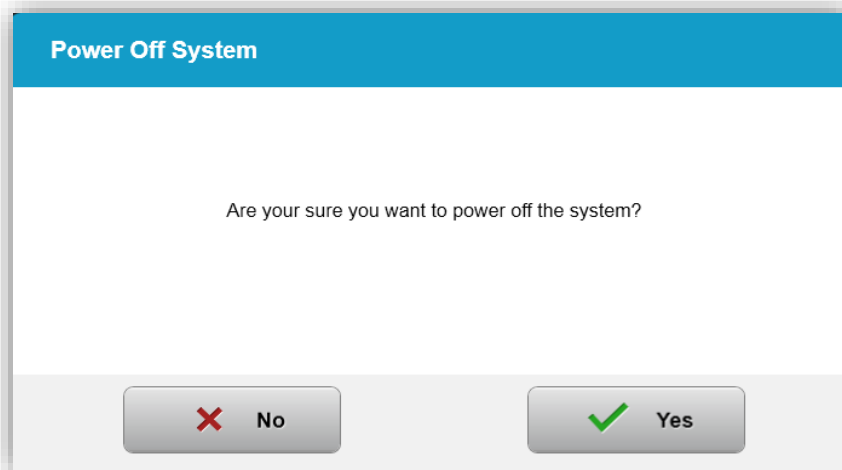 Power Off System
Are your sure you want to power off the system?
No
Yes